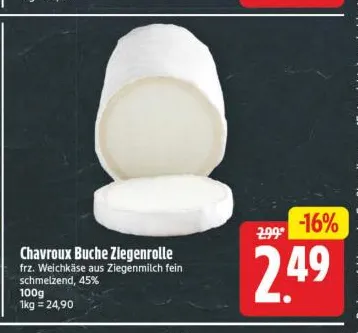 Chavroux Buche Ziegenrolle
frz. Weichkäse aus Ziegenmilch fein
schmelzend, 45%
100g
1kg = 24,90
-16%
2.99*
2.49